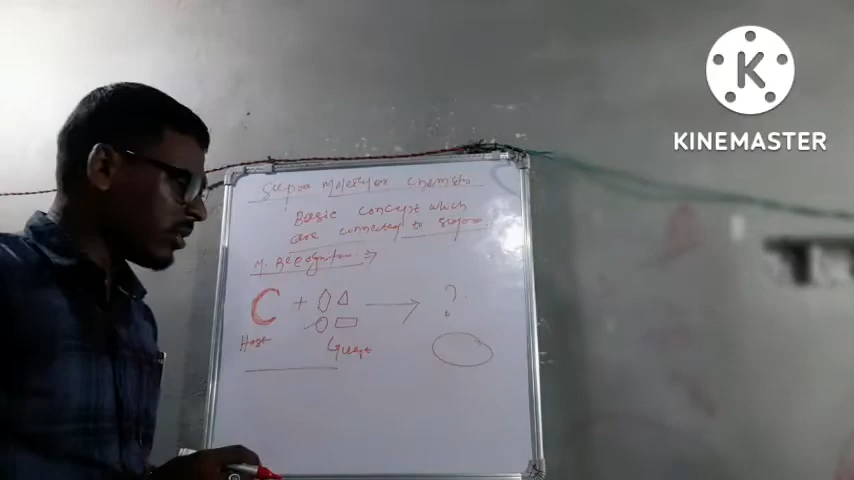 Supra Molecular Chemistry
Basic concept which
are connected to supra.
M. Recognition →
C + → ?
Host Guest
K
KINEMASTER